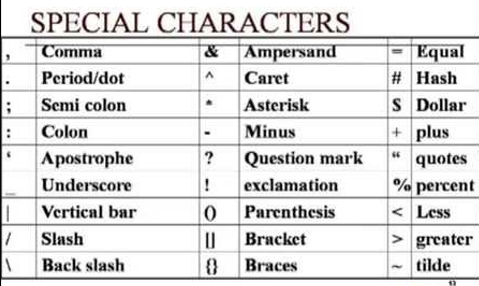 SPECIAL CHARACTERS
, Comma & Ampersand = Equal
. Period/dot ^ Caret # Hash
; Semi colon * Asterisk $ Dollar
: Colon - Minus + plus
‘ Apostrophe ? Question mark “ quotes
_ Underscore ! exclamation % percent
| Vertical bar () Parenthesis < Less
/ Slash [] Bracket > greater
\ Back slash {} Braces ~ tilde